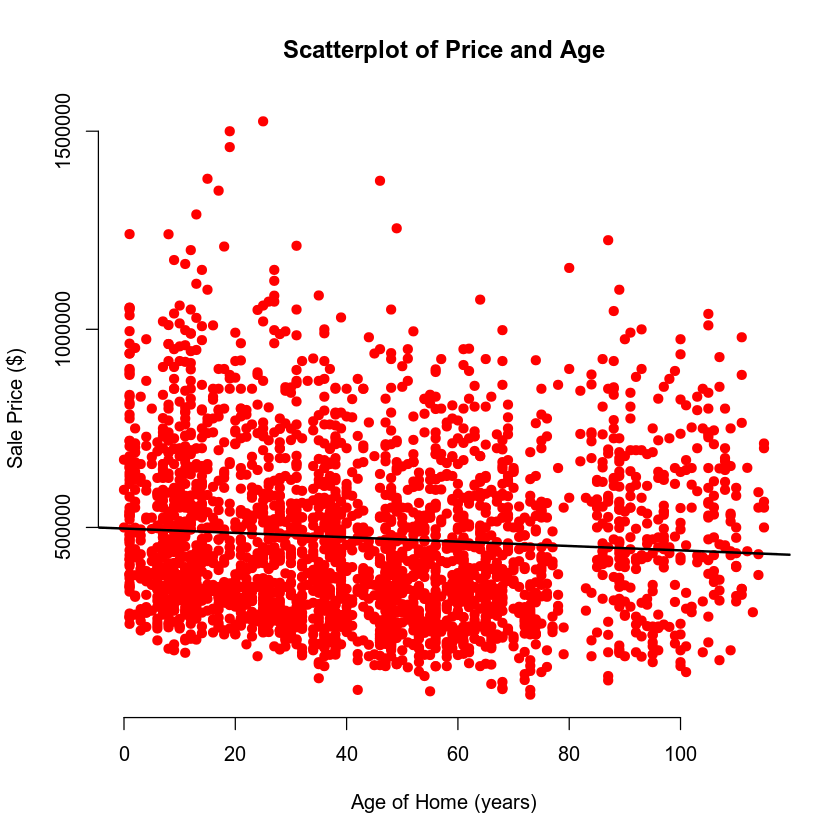 Scatterplot of Price and Age
Sale Price ($)
1500000
1000000
500000
0 20 40 60 80 100
Age of Home (years)